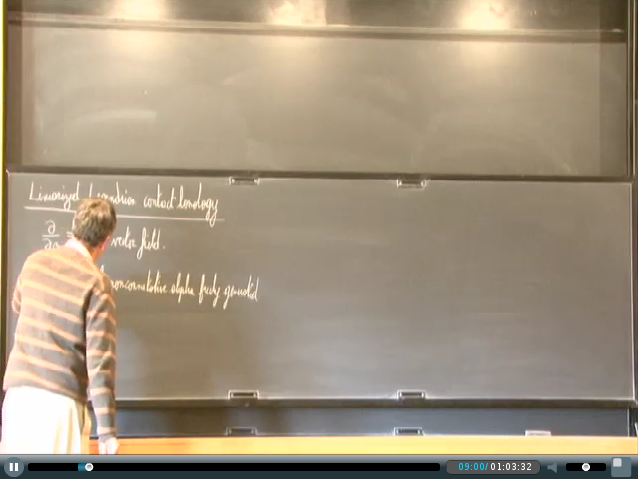 Linearized Legendrian contact homology
∂
vector field.
noncommutative algebra freely generated
09:00/01:03:32